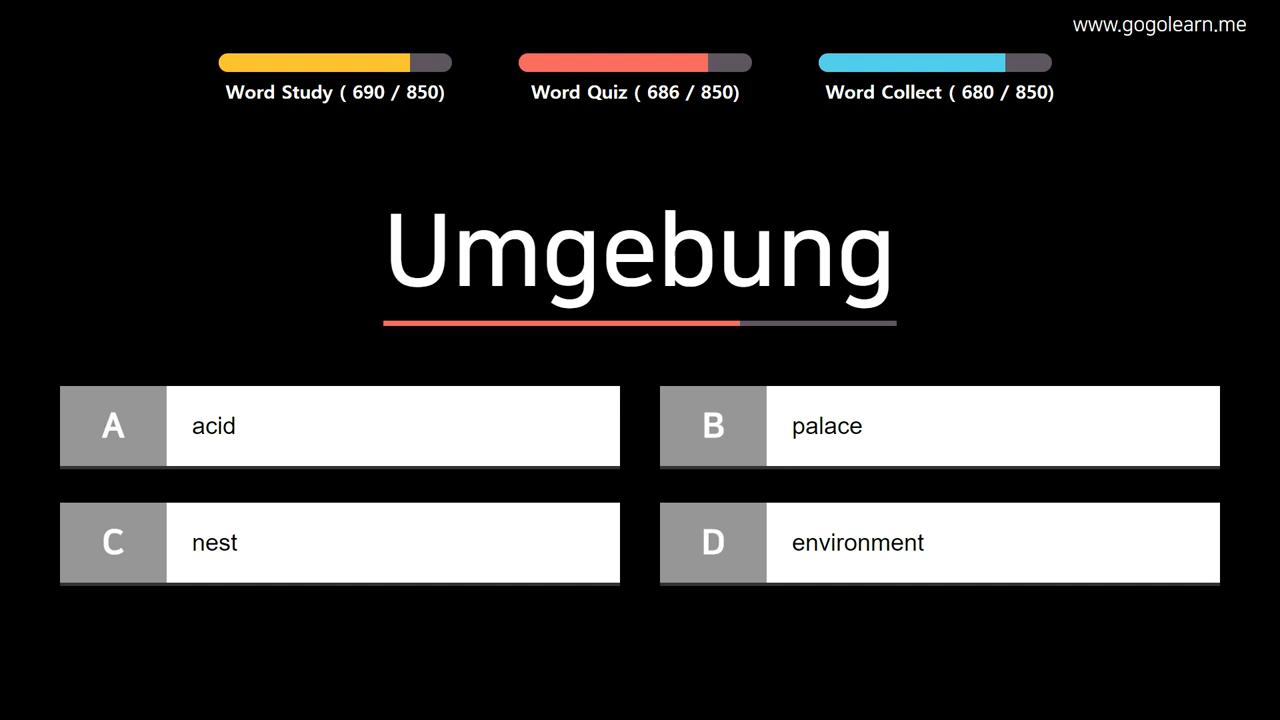 www.gogolearn.me
Word Study ( 690 / 850)
Word Quiz ( 686 / 850)
Word Collect ( 680 / 850)
Umgebung
A acid
B palace
C nest
D environment